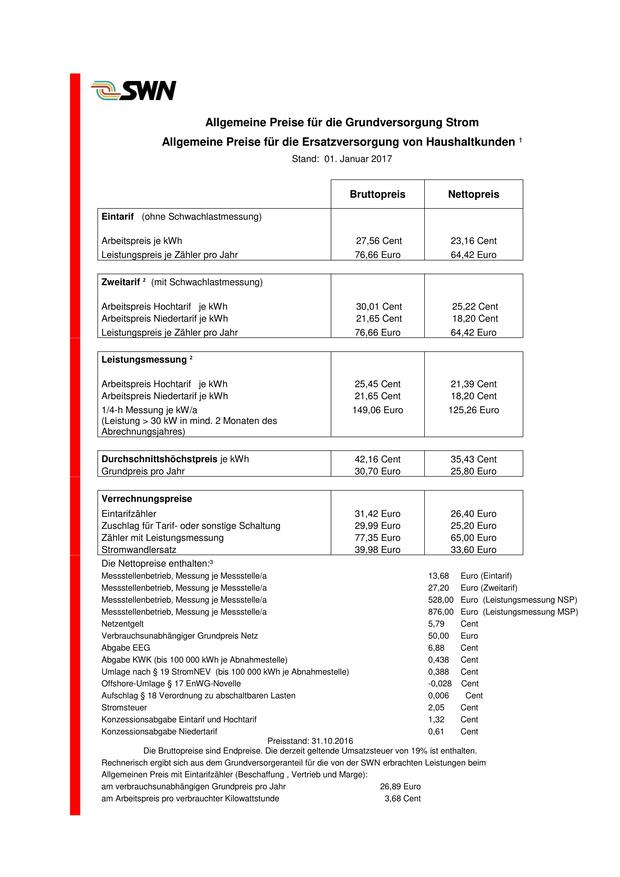 SWN
Allgemeine Preise für die Grundversorgung Strom
Allgemeine Preise für die Ersatzversorgung von Haushaltkunden ¹
Stand: 01. Januar 2017
Bruttopreis Nettopreis
Eintarif (ohne Schwachlastmessung)
Arbeitspreis je kWh 27,56 Cent 23,16 Cent
Leistungspreis je Zähler pro Jahr 76,66 Euro 64,42 Euro
Zweitarif ² (mit Schwachlastmessung)
Arbeitspreis Hochtarif je kWh 30,01 Cent 25,22 Cent
Arbeitspreis Niedertarif je kWh 21,65 Cent 18,20 Cent
Leistungspreis je Zähler pro Jahr 76,66 Euro 64,42 Euro
Leistungsmessung ²
Arbeitspreis Hochtarif je kWh 25,45 Cent 21,39 Cent
Arbeitspreis Niedertarif je kWh 21,65 Cent 18,20 Cent
1/4-h Messung je kW/a 149,06 Euro 125,26 Euro
(Leistung > 30 kW in mind. 2 Monaten des
Abrechnungsjahres)
Durchschnittshöchstpreis je kWh 42,16 Cent 35,43 Cent
Grundpreis pro Jahr 30,70 Euro 25,80 Euro
Verrechnungspreise
Eintarifzähler 31,42 Euro 26,40 Euro
Zuschlag für Tarif- oder sonstige Schaltung 29,99 Euro 25,20 Euro
Zähler mit Leistungsmessung 77,35 Euro 65,00 Euro
Stromwandlersatz 39,98 Euro 33,60 Euro
Die Nettopreise enthalten:³
Messstellenbetrieb, Messung je Messstelle/a 13,68 Euro (Eintarif)
Messstellenbetrieb, Messung je Messstelle/a 27,20 Euro (Zweitarif)
Messstellenbetrieb, Messung je Messstelle/a 528,00 Euro (Leistungsmessung NSP)
Messstellenbetrieb, Messung je Messstelle/a 876,00 Euro (Leistungsmessung MSP)
Netzentgelt 5,79 Cent
Verbrauchsunabhängiger Grundpreis Netz 50,00 Euro
Abgabe EEG 6,88 Cent
Abgabe KWK (bis 100 000 kWh je Abnahmestelle) 0,438 Cent
Umlage nach § 19 StromNEV (bis 100 000 kWh je Abnahmestelle) 0,388 Cent
Offshore-Umlage § 17 EnWG-Novelle -0,028 Cent
Aufschlag § 18 Verordnung zu abschaltbaren Lasten 0,006 Cent
Stromsteuer 2,05 Cent
Konzessionsabgabe Eintarif und Hochtarif 1,32 Cent
Konzessionsabgabe Niedertarif 0,61 Cent
Preisstand: 31.10.2016
Die Bruttopreise sind Endpreise. Die derzeit geltende Umsatzsteuer von 19% ist enthalten.
Rechnerisch ergibt sich aus dem Grundversorgeranteil für die von der SWN erbrachten Leistungen beim
Allgemeinen Preis mit Eintarifzähler (Beschaffung , Vertrieb und Marge):
am verbrauchsunabhängigen Grundpreis pro Jahr 26,89 Euro
am Arbeitspreis pro verbrauchter Kilowattstunde 3,68 Cent